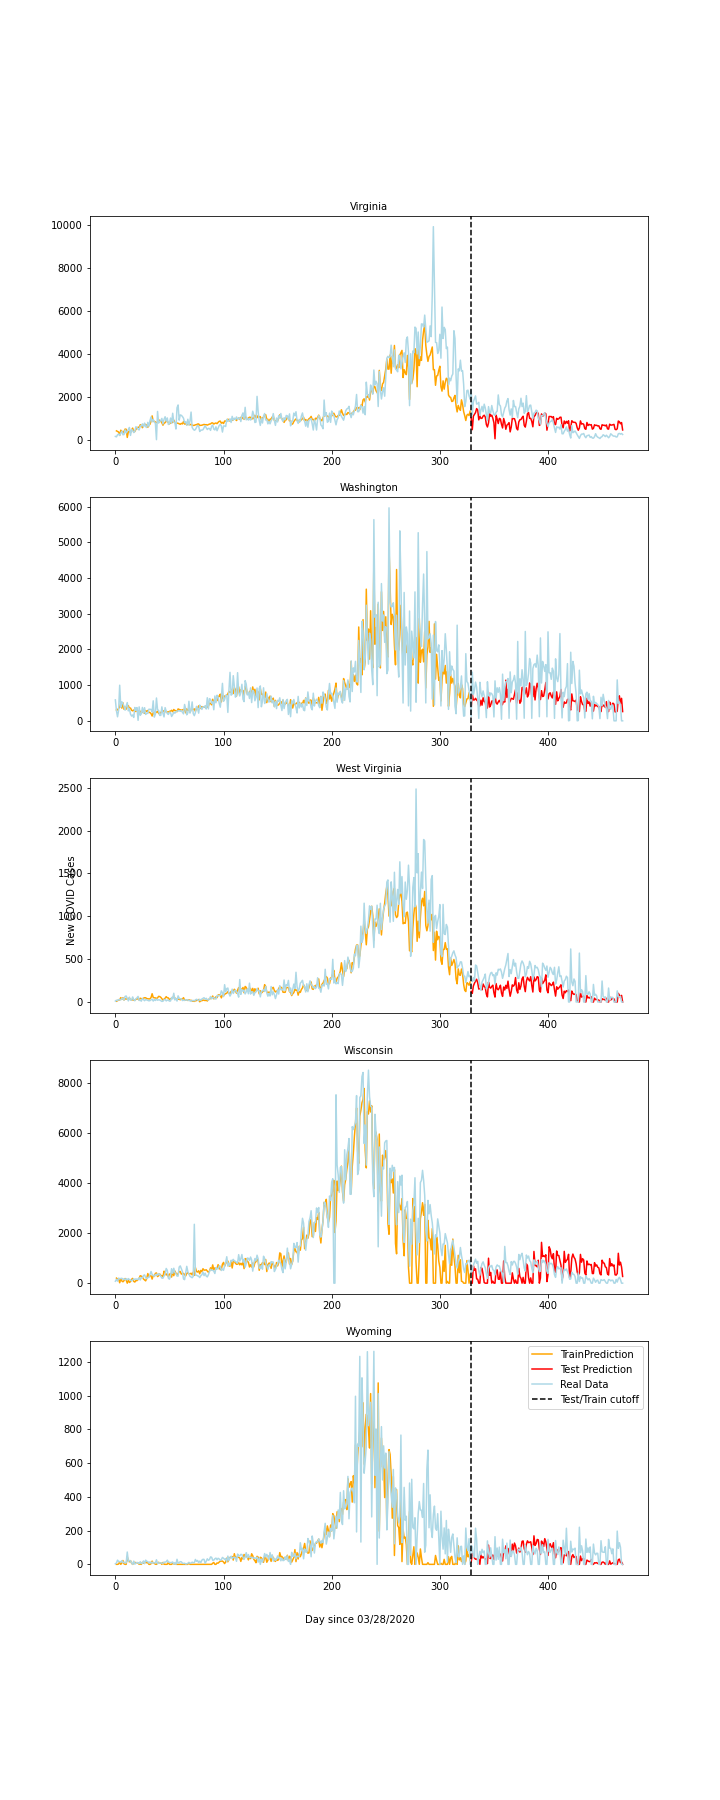 Virginia
10000
8000
6000
4000
2000
0
0 100 200 300 400
Washington
6000
5000
4000
3000
2000
1000
0
0 100 200 300 400
West Virginia
2500
2000
1500
1000
500
0
New COVID Cases
0 100 200 300 400
Wisconsin
8000
6000
4000
2000
0
0 100 200 300 400
Wyoming
1200
1000
800
600
400
200
0
TrainPrediction
Test Prediction
Real Data
Test/Train cutoff
0 100 200 300 400
Day since 03/28/2020